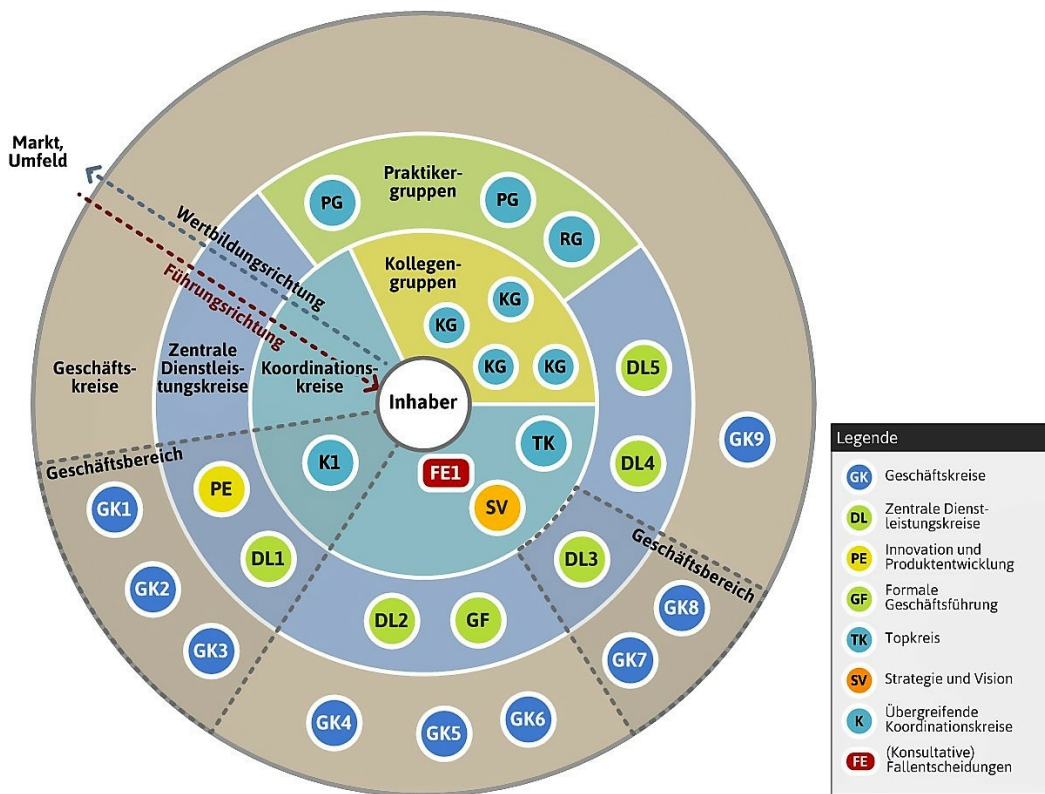 Markt,
Umfeld
Praktiker-
gruppen
PG
PG
RG
Wertbildungsrichtung
Führungsrichtung
Kollegen-
gruppen
KG
KG
KG
KG
Geschäfts-
kreise
Zentrale
Dienstleis-
tungskreise
Koordinations-
kreise
Inhaber
DL5
GK9
TK
K1
FE1
DL4
Geschäftsbereich
PE
SV
GK1
DL1
DL3
Geschäftsbereich
GK2
GK8
DL2
GF
GK3
GK7
GK4
GK5
GK6
Legende
GK
Geschäftskreise
DL
Zentrale Dienst-
leistungskreise
PE
Innovation und
Produktentwicklung
GF
Formale
Geschäftsführung
TK
Topkreis
SV
Strategie und Vision
K
Übergreifende
Koordinationkreise
FE
(Konsultative)
Fallentscheidungen